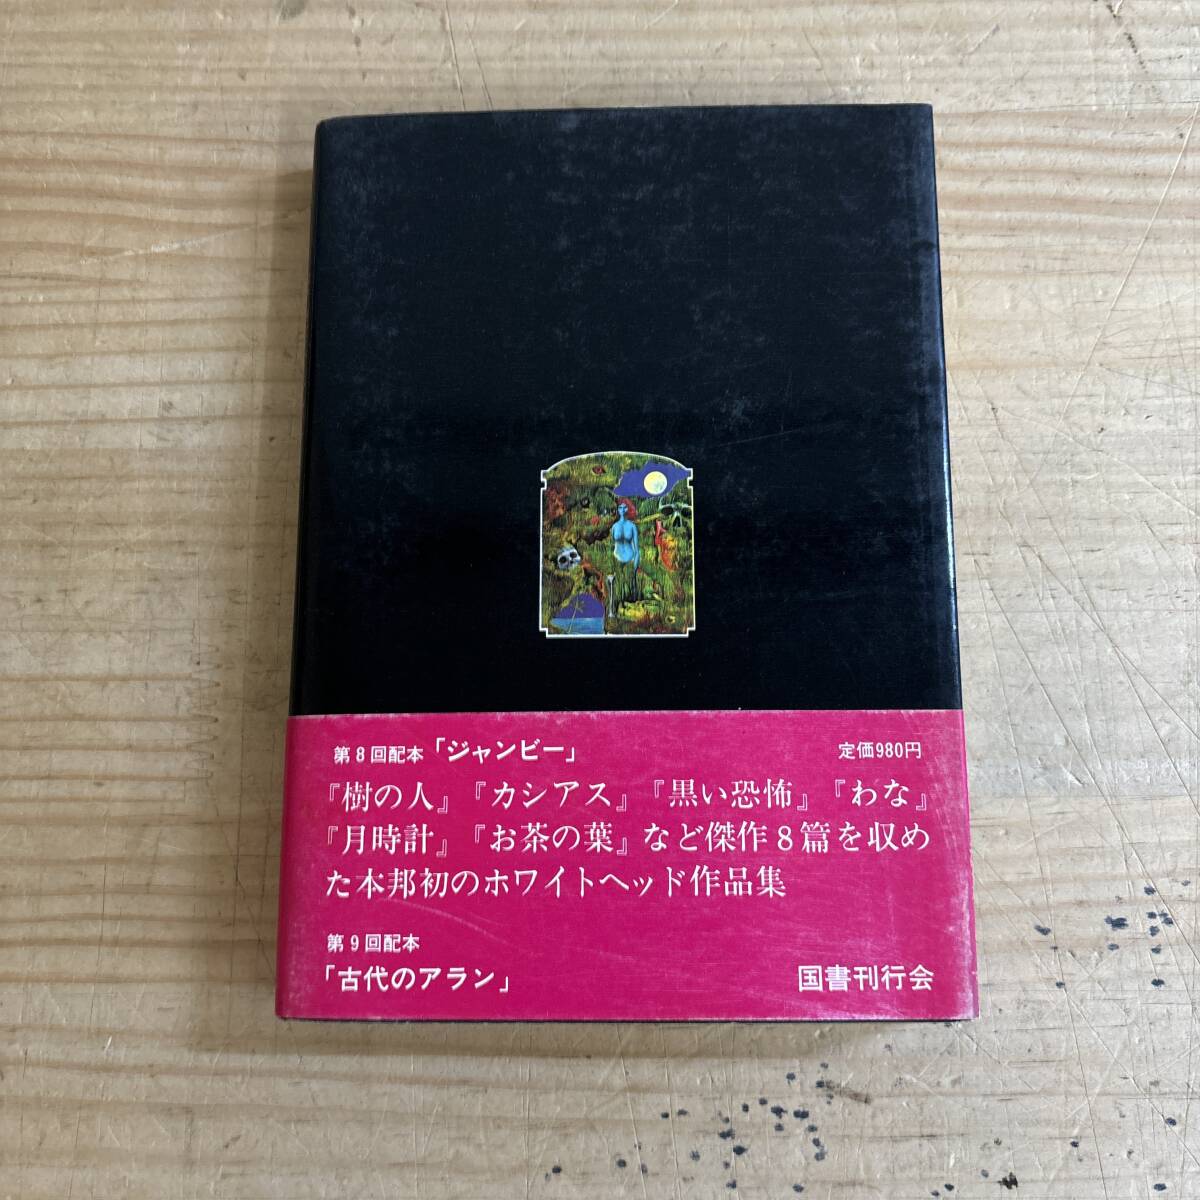 第8回配本「ジャンビー」 定価980円
『樹の人』『カシアス』『黒い恐怖』『わな』
『月時計』『お茶の葉』など傑作8篇を収め
た本邦初のホワイトヘッド作品集
第9回配本
「古代のアラン」 国書刊行会